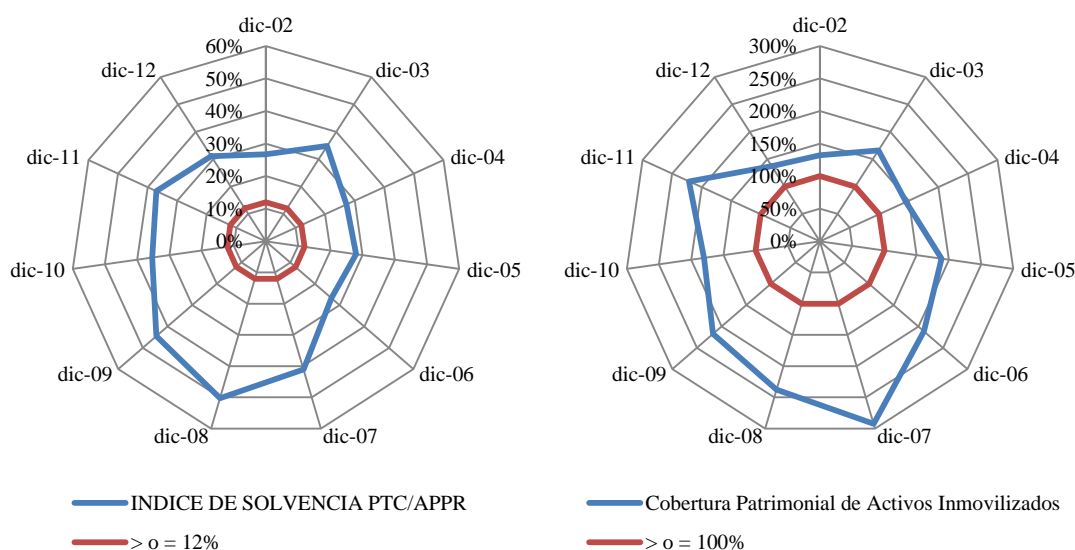 dic-02
dic-03
dic-04
dic-05
dic-06
dic-07
dic-08
dic-09
dic-10
dic-11
dic-12
60%
50%
40%
30%
20%
10%
0%
INDICE DE SOLVENCIA PTC/APPR
> o = 12%
dic-02
dic-03
dic-04
dic-05
dic-06
dic-07
dic-08
dic-09
dic-10
dic-11
dic-12
300%
250%
200%
150%
100%
50%
0%
Cobertura Patrimonial de Activos Inmovilizados
> o = 100%